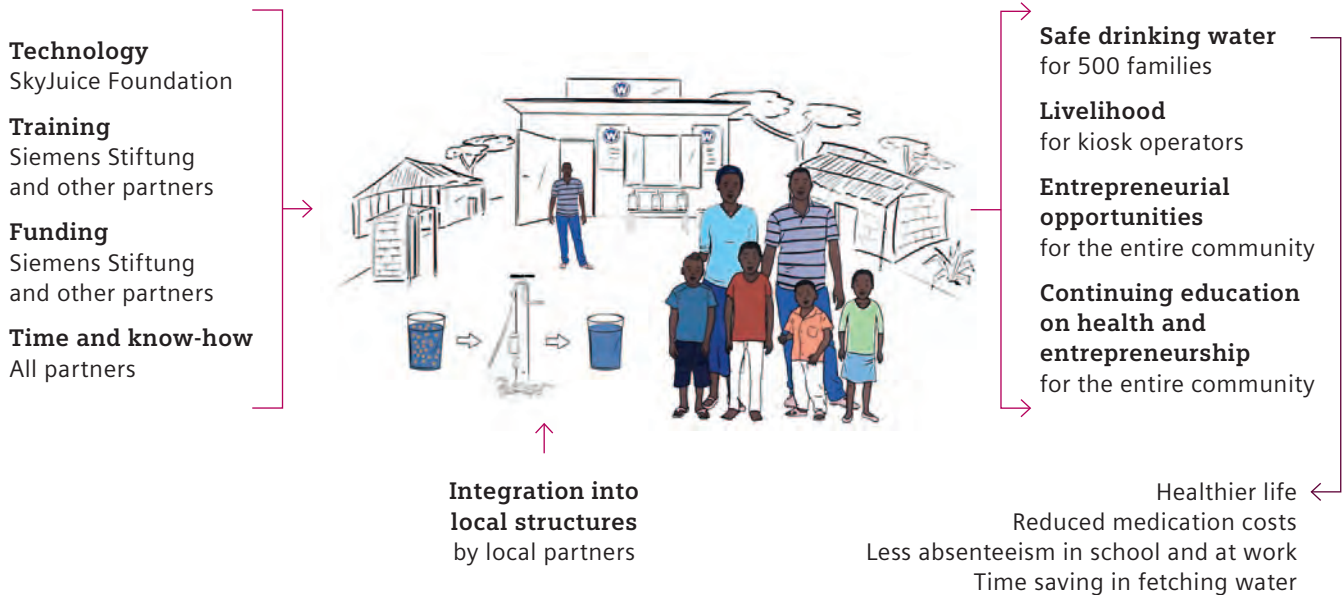 Technology
SkyJuice Foundation
Training
Siemens Stiftung
and other partners
Funding
Siemens Stiftung
and other partners
Time and know-how
All partners
W
W
W
Integration into
local structures
by local partners
Safe drinking water
for 500 families
Livelihood
for kiosk operators
Entrepreneurial
opportunities
for the entire community
Continuing education
on health and
entrepreneurship
for the entire community
Healthier life
Reduced medication costs
Less absenteeism in school and at work
Time saving in fetching water